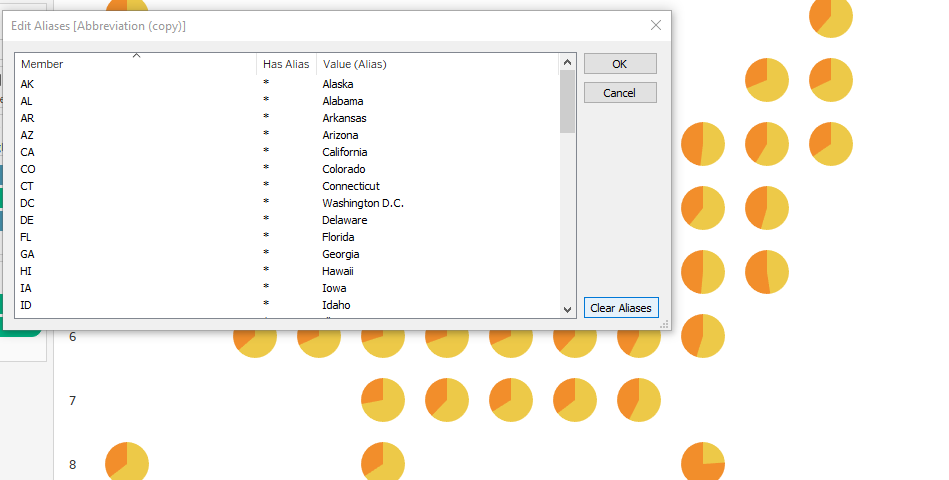 Edit Aliases [Abbreviation (copy)]
Member Has Alias Value (Alias)
OK
Cancel
AK * Alaska
AL * Alabama
AR * Arkansas
AZ * Arizona
CA * California
CO * Colorado
CT * Connecticut
DC * Washington D.C.
DE * Delaware
FL * Florida
GA * Georgia
HI * Hawaii
IA * Iowa
ID * Idaho
Clear Aliases
6
7
8